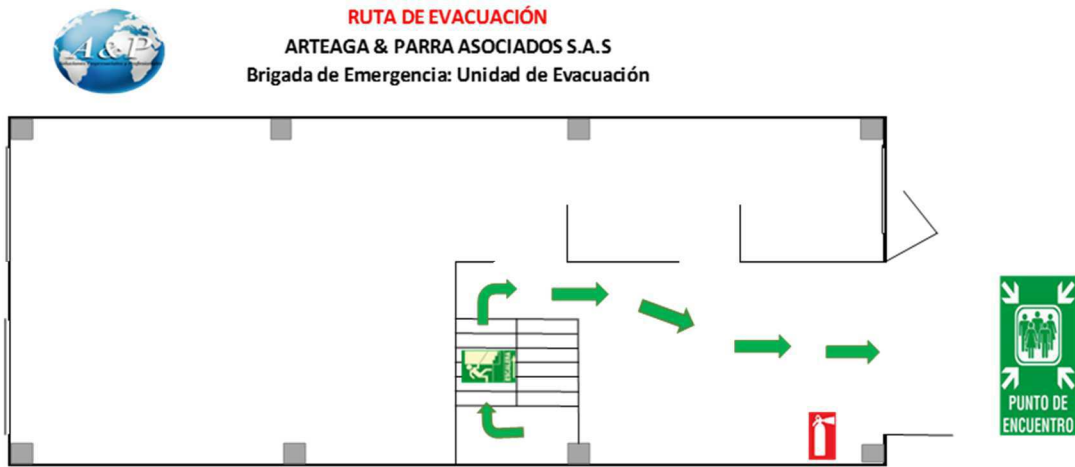 RUTA DE EVACUACIÓN
ARTEAGA & PARRA ASOCIADOS S.A.S
Brigada de Emergencia: Unidad de Evacuación
A&P
ESCALERA
PUNTO DE
ENCUENTRO